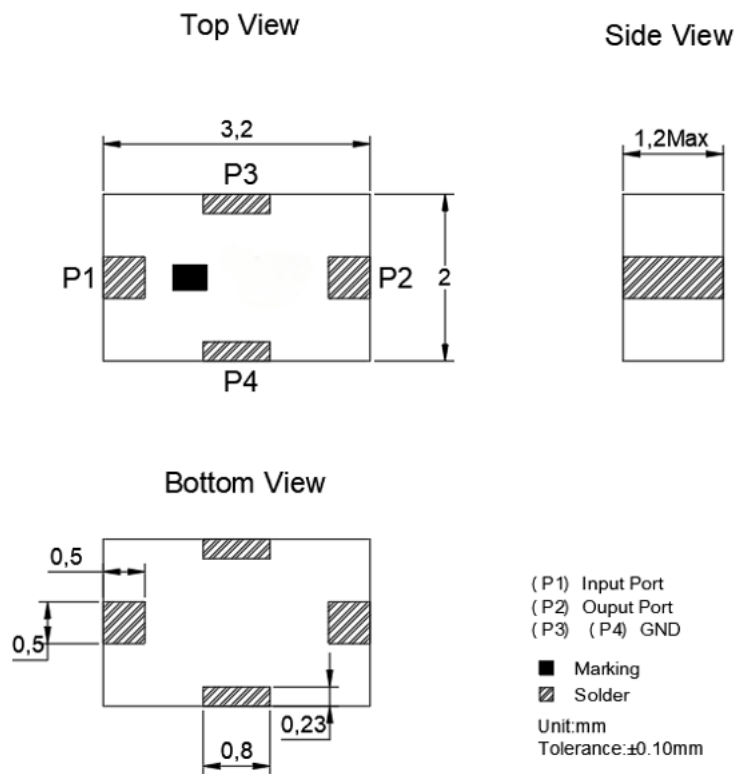 Top View
Side View
3,2
1,2Max
P3
P1
P2
2
P4
Bottom View
0,5
0,5
0,23
0,8
(P1) Input Port
(P2) Ouput Port
(P3) (P4) GND
Marking
Solder
Unit:mm
Tolerance:±0.10mm